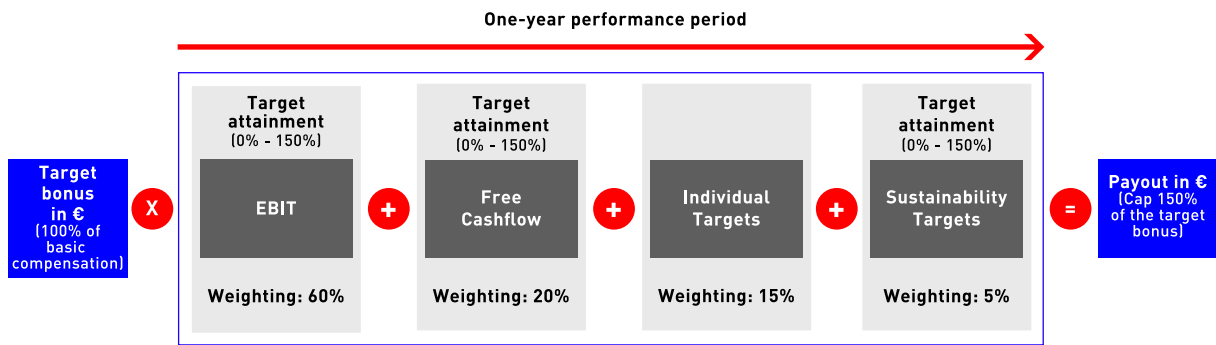 One-year performance period
Target
attainment
(0% - 150%)
Target
attainment
(0% - 150%)
Target
attainment
(0% - 150%)
Target
bonus
in €
(100% of
basic
compensation)
X
EBIT
+
Free
Cashflow
+
Individual
Targets
+
Sustainability
Targets
=
Payout in €
(Cap 150%
of the target
bonus)
Weighting: 60%
Weighting: 20%
Weighting: 15%
Weighting: 5%